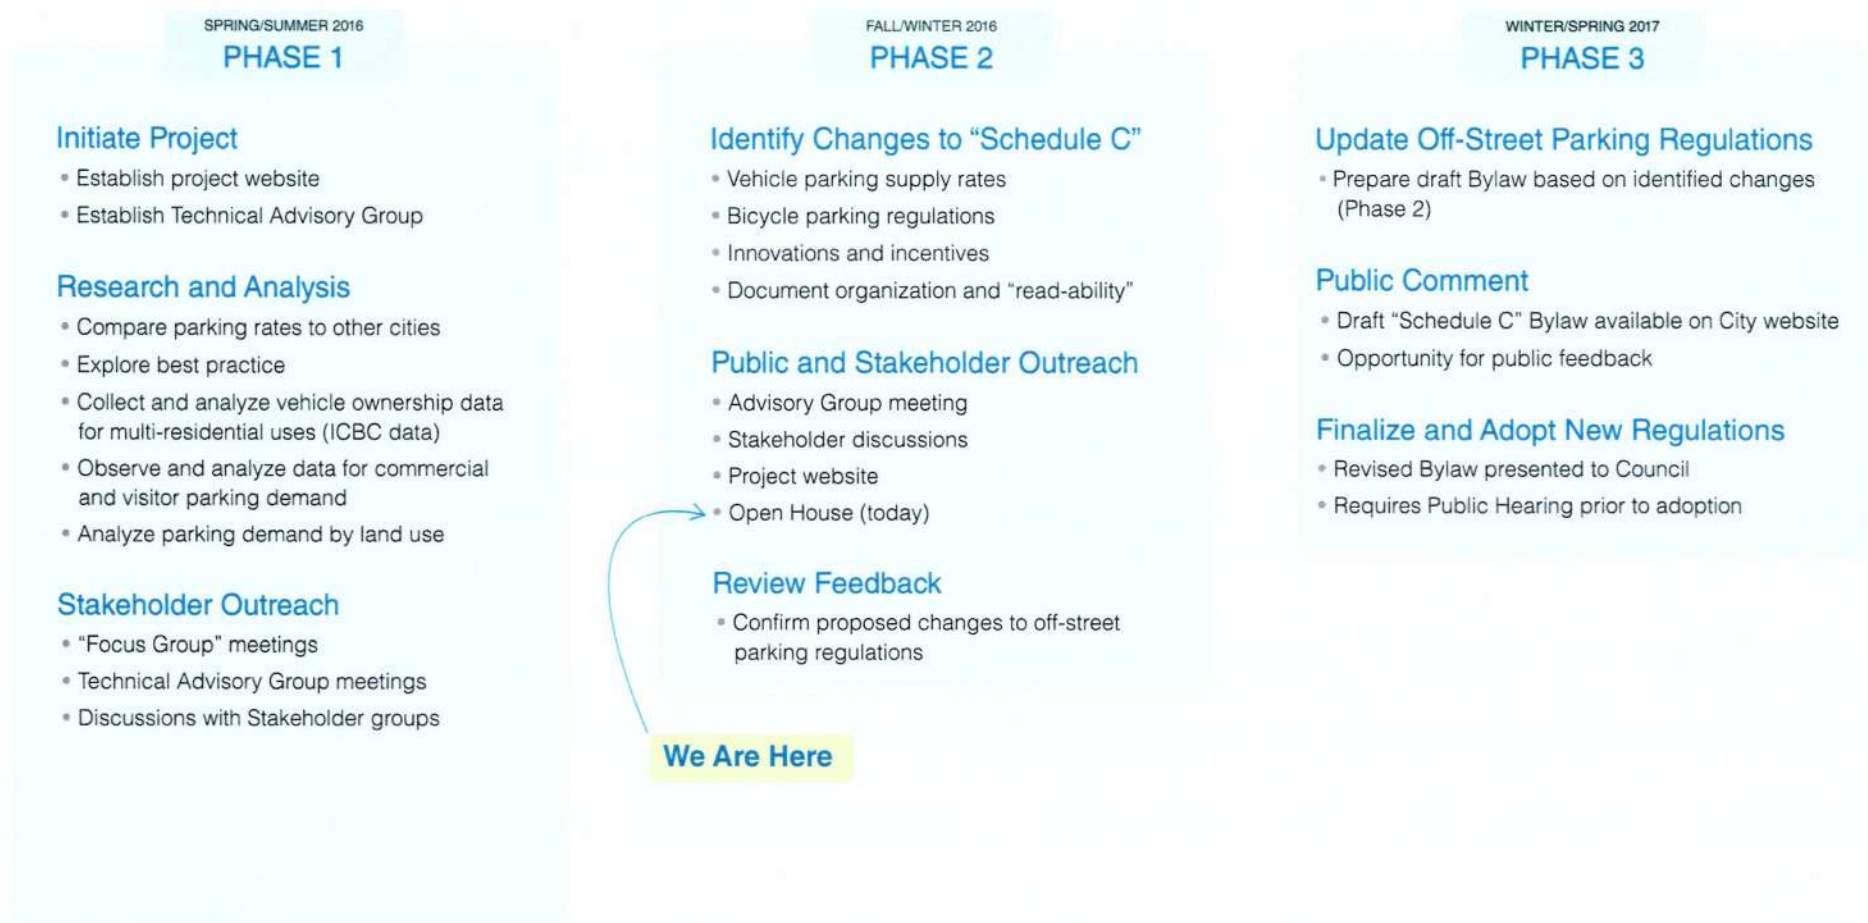 SPRING/SUMMER 2016
PHASE 1
Initiate Project
• Establish project website
• Establish Technical Advisory Group
Research and Analysis
• Compare parking rates to other cities
• Explore best practice
• Collect and analyze vehicle ownership data
for multi-residential uses (ICBC data)
• Observe and analyze data for commercial
and visitor parking demand
• Analyze parking demand by land use
Stakeholder Outreach
• “Focus Group” meetings
• Technical Advisory Group meetings
• Discussions with Stakeholder groups
FALL/WINTER 2016
PHASE 2
Identify Changes to “Schedule C”
• Vehicle parking supply rates
• Bicycle parking regulations
• Innovations and incentives
• Document organization and “read-ability”
Public and Stakeholder Outreach
• Advisory Group meeting
• Stakeholder discussions
• Project website
• Open House (today)
Review Feedback
• Confirm proposed changes to off-street
parking regulations
We Are Here
WINTER/SPRING 2017
PHASE 3
Update Off-Street Parking Regulations
• Prepare draft Bylaw based on identified changes
(Phase 2)
Public Comment
• Draft “Schedule C” Bylaw available on City website
• Opportunity for public feedback
Finalize and Adopt New Regulations
• Revised Bylaw presented to Council
• Requires Public Hearing prior to adoption